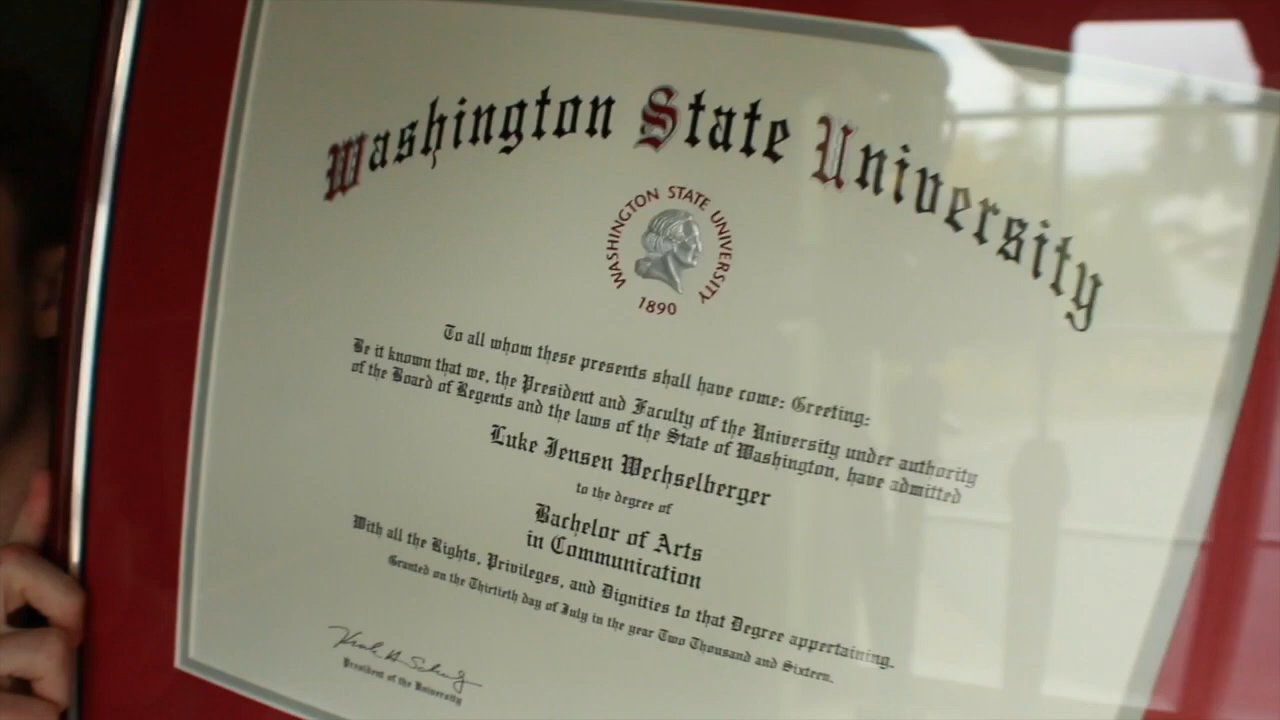 Washington State University
WASHINGTON STATE UNIVERSITY
1890
To all whom these presents shall have come: Greeting:
Be it known that we, the President and Faculty of the University under authority
of the Board of Regents and the laws of the State of Washington, have admitted
Luke Jensen Wechselberger
to the degree of
Bachelor of Arts
in Communication
With all the Rights, Privileges, and Dignities to that Degree appertaining.
Granted on the Thirtieth day of July in the year Two Thousand and Sixteen.
President of the University